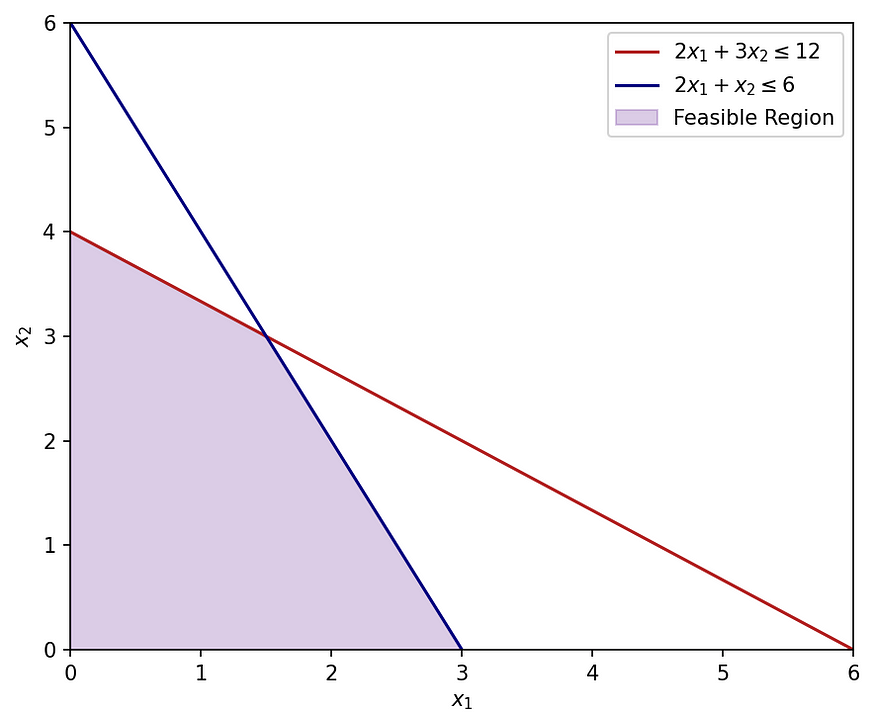 6
5
4
3
2
1
0
x₂
0 1 2 3 4 5 6
x₁
2x₁ + 3x₂ ≤ 12
2x₁ + x₂ ≤ 6
Feasible Region